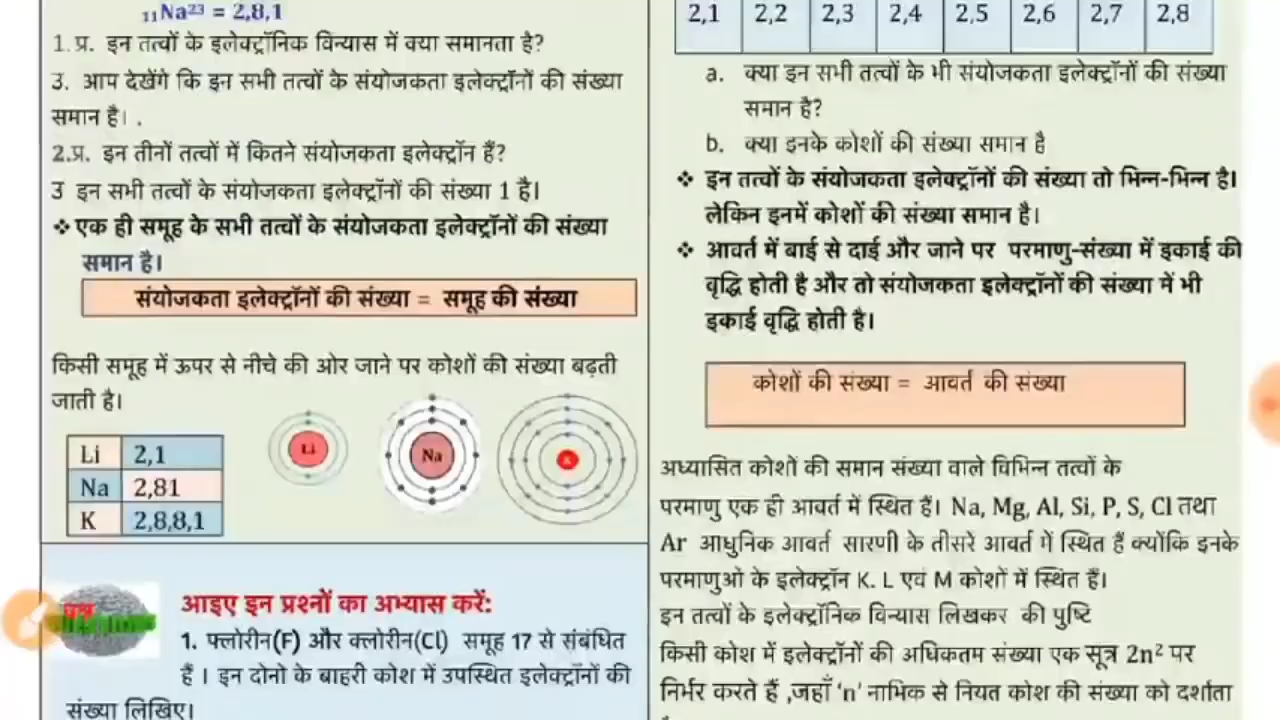 ₁₁Na²³ = 2,8,1
1.प्र. इन तत्वों के इलेक्ट्रॉनिक विन्यास में क्या समानता है?
3. आप देखेंगे कि इन सभी तत्वों के संयोजकता इलेक्ट्रॉनों की संख्या
समान है। .
2.प्र. इन तीनों तत्वों में कितने संयोजकता इलेक्ट्रॉन हैं?
3 इन सभी तत्वों के संयोजकता इलेक्ट्रॉनों की संख्या 1 है।
❖ एक ही समूह के सभी तत्वों के संयोजकता इलेक्ट्रॉनों की संख्या
समान है।
संयोजकता इलेक्ट्रॉनों की संख्या = समूह की संख्या
किसी समूह में ऊपर से नीचे की ओर जाने पर कोशों की संख्या बढ़ती
जाती है।
Li 2,1
Na 2,81
K 2,8,8,1
Li
Na
K
आइए इन प्रश्नों का अभ्यास करें:
1. फ्लोरीन(F) और क्लोरीन(Cl) समूह 17 से संबंधित
हैं । इन दोनो के बाहरी कोश में उपस्थित इलेक्ट्रॉनों की
संख्या लिखिए।
2,1 2,2 2,3 2,4 2,5 2,6 2,7 2,8
a. क्या इन सभी तत्वों के भी संयोजकता इलेक्ट्रॉनों की संख्या
समान है?
b. क्या इनके कोशों की संख्या समान है
❖ इन तत्वों के संयोजकता इलेक्ट्रॉनों की संख्या तो भिन्न-भिन्न है।
लेकिन इनमें कोशों की संख्या समान है।
❖ आवर्त में बाई से दाई और जाने पर परमाणु-संख्या में इकाई की
वृद्धि होती है और तो संयोजकता इलेक्ट्रॉनों की संख्या में भी
इकाई वृद्धि होती है।
कोशों की संख्या = आवर्त की संख्या
अध्यासित कोशों की समान संख्या वाले विभिन्न तत्वों के
परमाणु एक ही आवर्त में स्थित हैं। Na, Mg, Al, Si, P, S, Cl तथा
Ar आधुनिक आवर्त सारणी के तीसरे आवर्त में स्थित हैं क्योंकि इनके
परमाणुओ के इलेक्ट्रॉन K. L एवं M कोशों में स्थित हैं।
इन तत्वों के इलेक्ट्रॉनिक विन्यास लिखकर की पुष्टि
किसी कोश में इलेक्ट्रॉनों की अधिकतम संख्या एक सूत्र 2n² पर
निर्भर करते हैं ,जहाँ 'n' नाभिक से नियत कोश की संख्या को दर्शाता